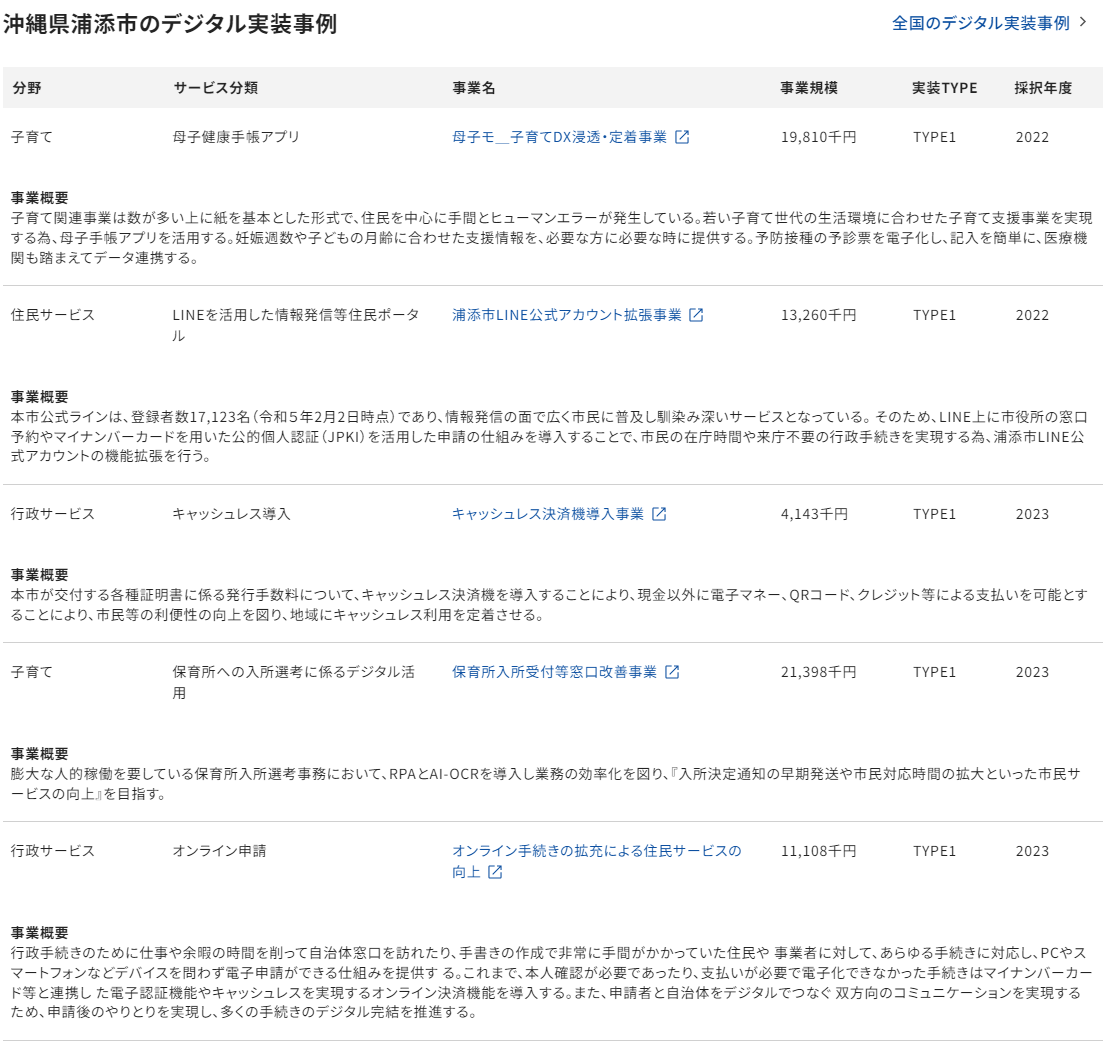 沖縄県浦添市のデジタル実装事例
全国のデジタル実装事例 >
分野 サービス分類 事業名 事業規模 実装TYPE 採択年度
子育て 母子健康手帳アプリ 母子モ__子育てDX浸透・定着事業 19,810千円 TYPE1 2022
事業概要
子育て関連事業は数が多い上に紙を基本とした形式で、住民を中心に手間とヒューマンエラーが発生している。若い子育て世代の生活環境に合わせた子育て支援事業を実現
する為、母子手帳アプリを活用する。妊娠週数や子どもの月齢に合わせた支援情報を、必要な方に必要な時に提供する。予防接種の予診票を電子化し、記入を簡単に、医療機
関も踏まえてデータ連携する。
住民サービス LINEを活用した情報発信等住民ポータ 浦添市LINE公式アカウント拡張事業 13,260千円 TYPE1 2022
ル
事業概要
本市公式ラインは、登録者数17,123名（令和５年2月2日時点）であり、情報発信の面で広く市民に普及し馴染み深いサービスとなっている。 そのため、LINE上に市役所の窓口
予約やマイナンバーカードを用いた公的個人認証（JPKI）を活用した申請の仕組みを導入することで、市民の在庁時間や来庁不要の行政手続きを実現する為、浦添市LINE公
式アカウントの機能拡張を行う。
行政サービス キャッシュレス導入 キャッシュレス決済機導入事業 4,143千円 TYPE1 2023
事業概要
本市が交付する各種証明書に係る発行手数料について、キャッシュレス決済機を導入することにより、現金以外に電子マネー、QRコード、クレジット等による支払いを可能とす
ることにより、市民等の利便性の向上を図り、地域にキャッシュレス利用を定着させる。
子育て 保育所への入所選考に係るデジタル活 保育所入所受付等窓口改善事業 21,398千円 TYPE1 2023
用
事業概要
膨大な人的稼働を要している保育所入所選考事務において、RPAとAI-OCRを導入し業務の効率化を図り、『入所決定通知の早期発送や市民対応時間の拡大といった市民サ
ービスの向上』を目指す。
行政サービス オンライン申請 オンライン手続きの拡充による住民サービスの 11,108千円 TYPE1 2023
向上
事業概要
行政手続きのために仕事や余暇の時間を削って自治体窓口を訪れたり、手書きの作成で非常に手間がかかっていた住民や 事業者に対して、あらゆる手続きに対応し、PCやス
マートフォンなどデバイスを問わず電子申請ができる仕組みを提供す る。これまで、本人確認が必要であったり、支払いが必要で電子化できなかった手続きはマイナンバーカー
ド等と連携し た電子認証機能やキャッシュレスを実現するオンライン決済機能を導入する。また、申請者と自治体をデジタルでつなぐ 双方向のコミュニケーションを実現する
ため、申請後のやりとりを実現し、多くの手続きのデジタル完結を推進する。